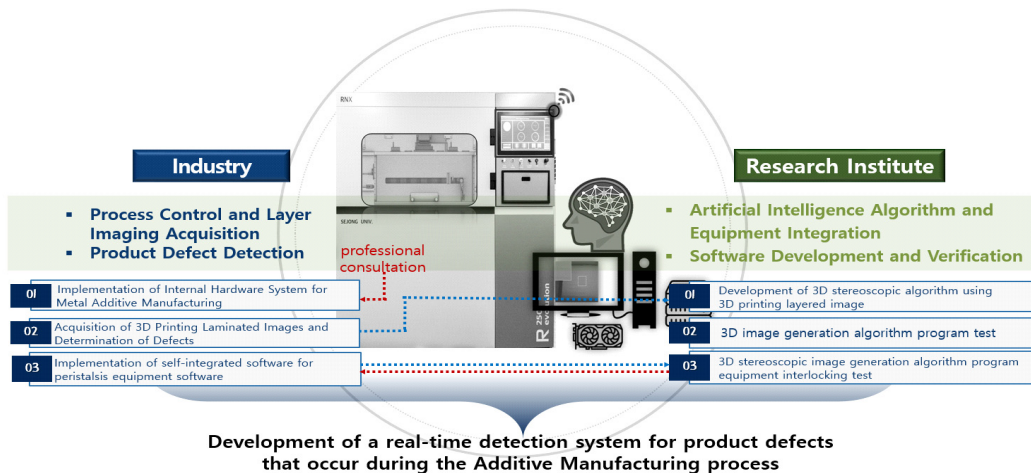 RNX
Industry
Research Institute
▪ Process Control and Layer
Imaging Acquisition
▪ Product Defect Detection
SEJONG UNIV.
▪ Artificial Intelligence Algorithm and
Equipment Integration
▪ Software Development and Verification
professional
consultation
01 Implementation of Internal Hardware System for
Metal Additive Manufacturing
02 Acquisition of 3D Printing Laminated Images and
Determination of Defects
03 Implementation of self-integrated software for
peristalsis equipment software
R 250
evolution
01 Development of 3D stereoscopic algorithm using
3D printing layered image
02 3D image generation algorithm program test
03 3D stereoscopic image generation algorithm program
equipment interlocking test
Development of a real-time detection system for product defects
that occur during the Additive Manufacturing process